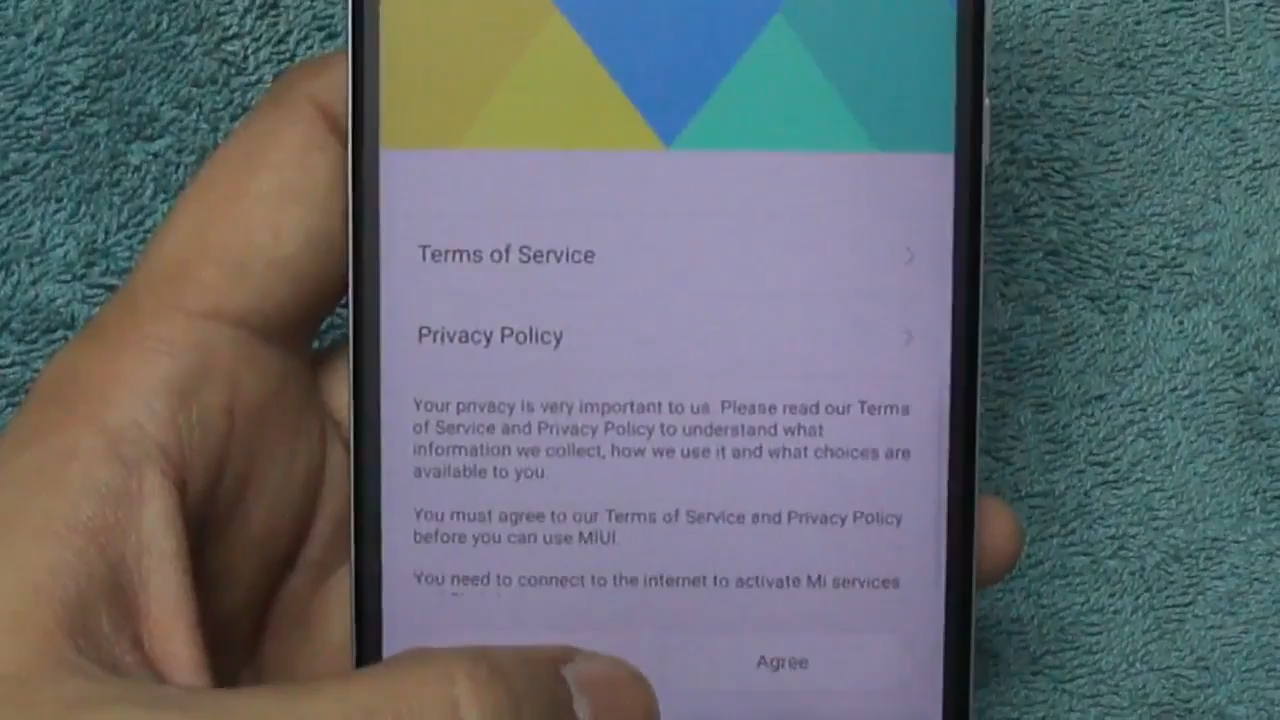 Terms of Service
Privacy Policy
Your privacy is very important to us. Please read our Terms
of Service and Privacy Policy to understand what
information we collect, how we use it and what choices are
available to you.
You must agree to our Terms of Service and Privacy Policy
before you can use MIUI.
You need to connect to the internet to activate Mi services
Agree